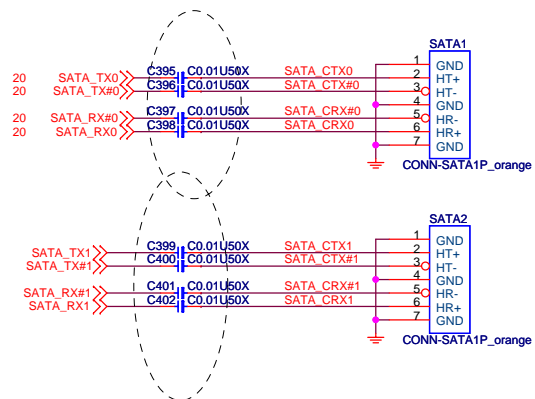 SATA1
1 GND
20 SATA_TX0 C395 C0.01U50X SATA_CTX0 2 HT+
20 SATA_TX#0 C396 C0.01U50X SATA_CTX#0 3 HT-
4 GND
20 SATA_RX#0 C397 C0.01U50X SATA_CRX#0 5 HR-
20 SATA_RX0 C398 C0.01U50X SATA_CRX0 6 HR+
7 GND
CONN-SATA1P_orange
SATA2
1 GND
SATA_TX1 C399 C0.01U50X SATA_CTX1 2 HT+
SATA_TX#1 C400 C0.01U50X SATA_CTX#1 3 HT-
4 GND
SATA_RX#1 C401 C0.01U50X SATA_CRX#1 5 HR-
SATA_RX1 C402 C0.01U50X SATA_CRX1 6 HR+
7 GND
CONN-SATA1P_orange